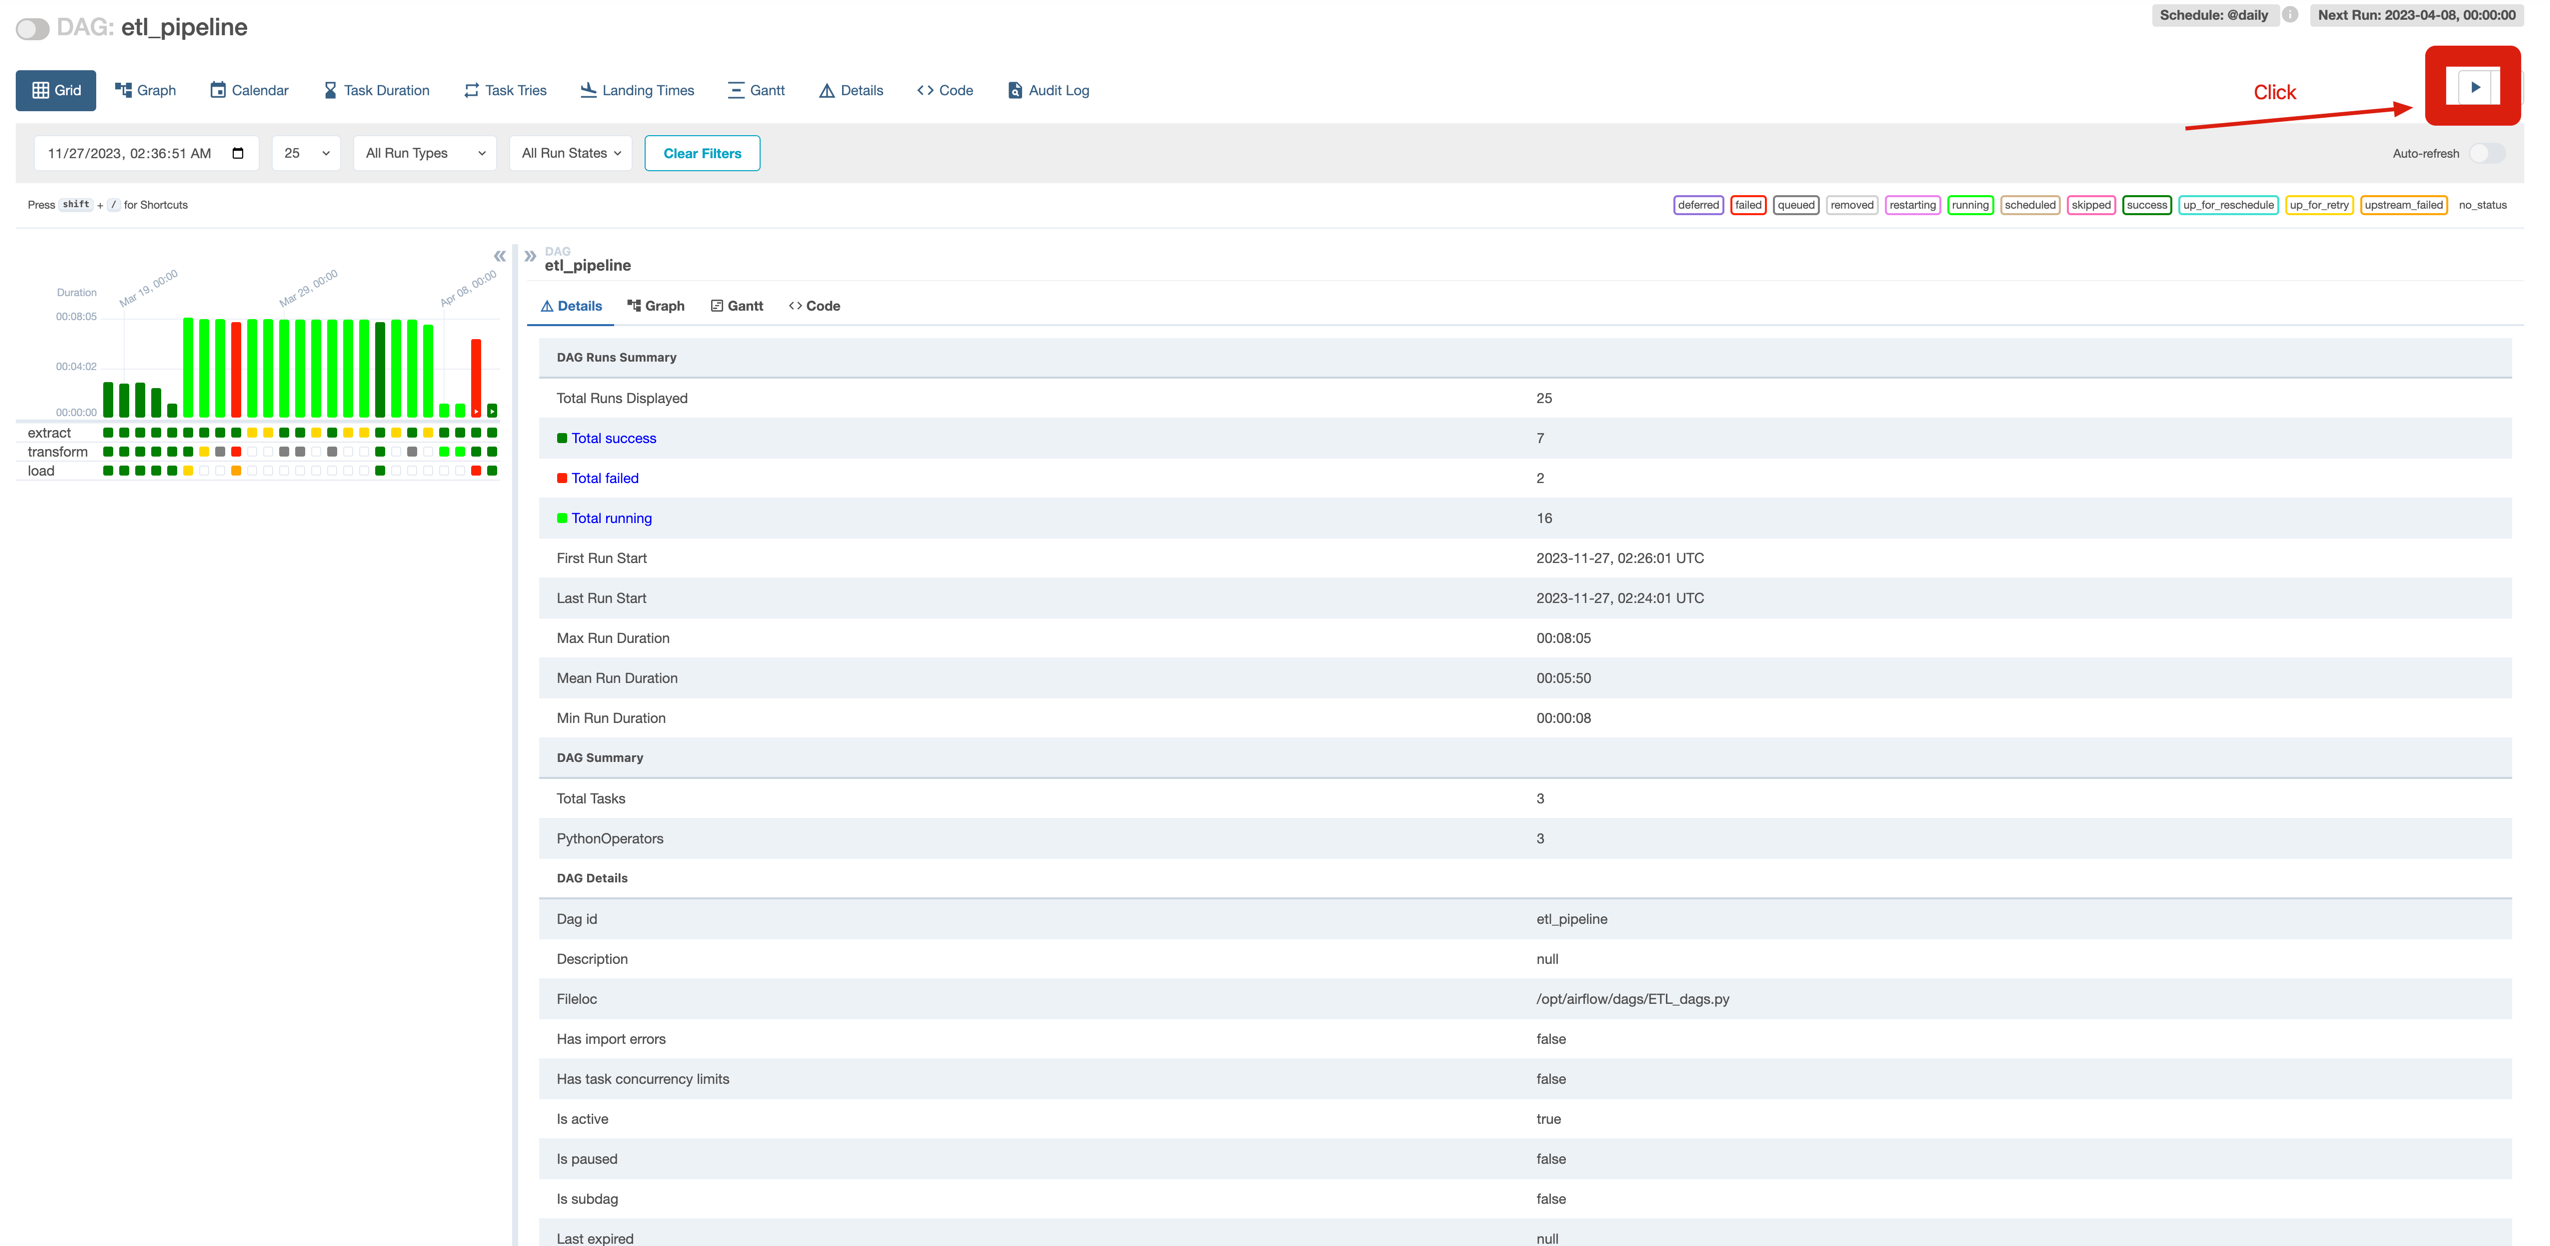 DAG: etl_pipeline
Schedule: @daily
Next Run: 2023-04-08, 00:00:00
Grid
Graph
Calendar
Task Duration
Task Tries
Landing Times
Gantt
Details
Code
Audit Log
Click
11/27/2023, 02:36:51 AM
25
All Run Types
All Run States
Clear Filters
Auto-refresh
Press shift + / for Shortcuts
deferred
failed
queued
removed
restarting
running
scheduled
skipped
success
up_for_reschedule
up_for_retry
upstream_failed
no_status
Duration
00:08:05
00:04:02
00:00:00
Mar 19, 00:00
Mar 29, 00:00
Apr 08, 00:00
extract
transform
load
DAG
etl_pipeline
Details
Graph
Gantt
Code
DAG Runs Summary
Total Runs Displayed 25
Total success 7
Total failed 2
Total running 16
First Run Start 2023-11-27, 02:26:01 UTC
Last Run Start 2023-11-27, 02:24:01 UTC
Max Run Duration 00:08:05
Mean Run Duration 00:05:50
Min Run Duration 00:00:08
DAG Summary
Total Tasks 3
PythonOperators 3
DAG Details
Dag id etl_pipeline
Description null
Fileloc /opt/airflow/dags/ETL_dags.py
Has import errors false
Has task concurrency limits false
Is active true
Is paused false
Is subdag false
Last expired null